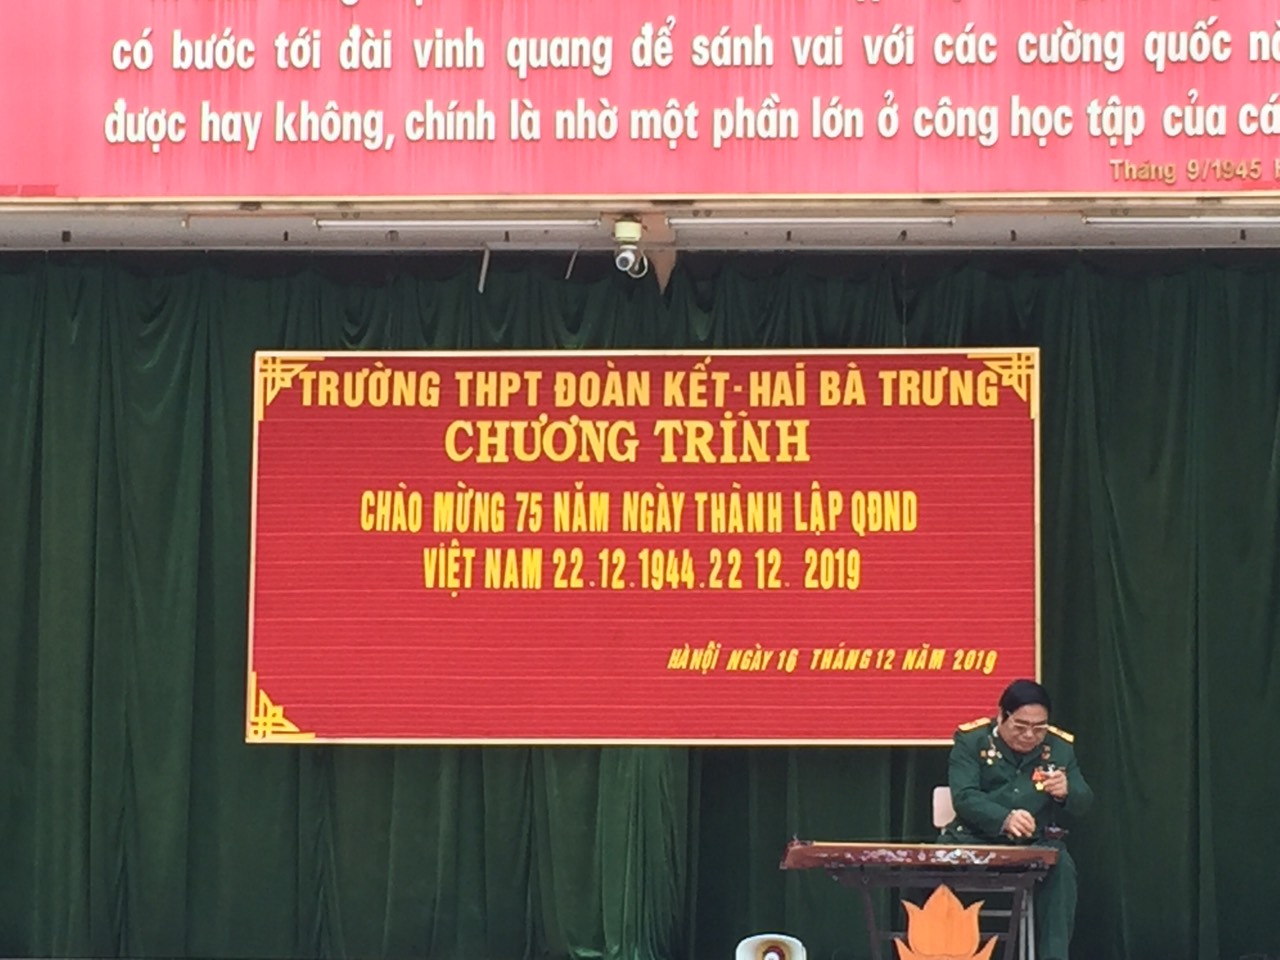 có bước tới đài vinh quang để sánh vai với các cường quốc
được hay không, chính là nhờ một phần lớn ở công học tập của
Tháng 9/1945
TRƯỜNG THPT ĐOÀN KẾT-HAI BÀ TRƯNG
CHƯƠNG TRÌNH
CHÀO MỪNG 75 NĂM NGÀY THÀNH LẬP QĐND
VIỆT NAM 22.12.1944.22 12. 2019
HÀNỘI NGÀY 16 THÁNG 12 NĂM 2019